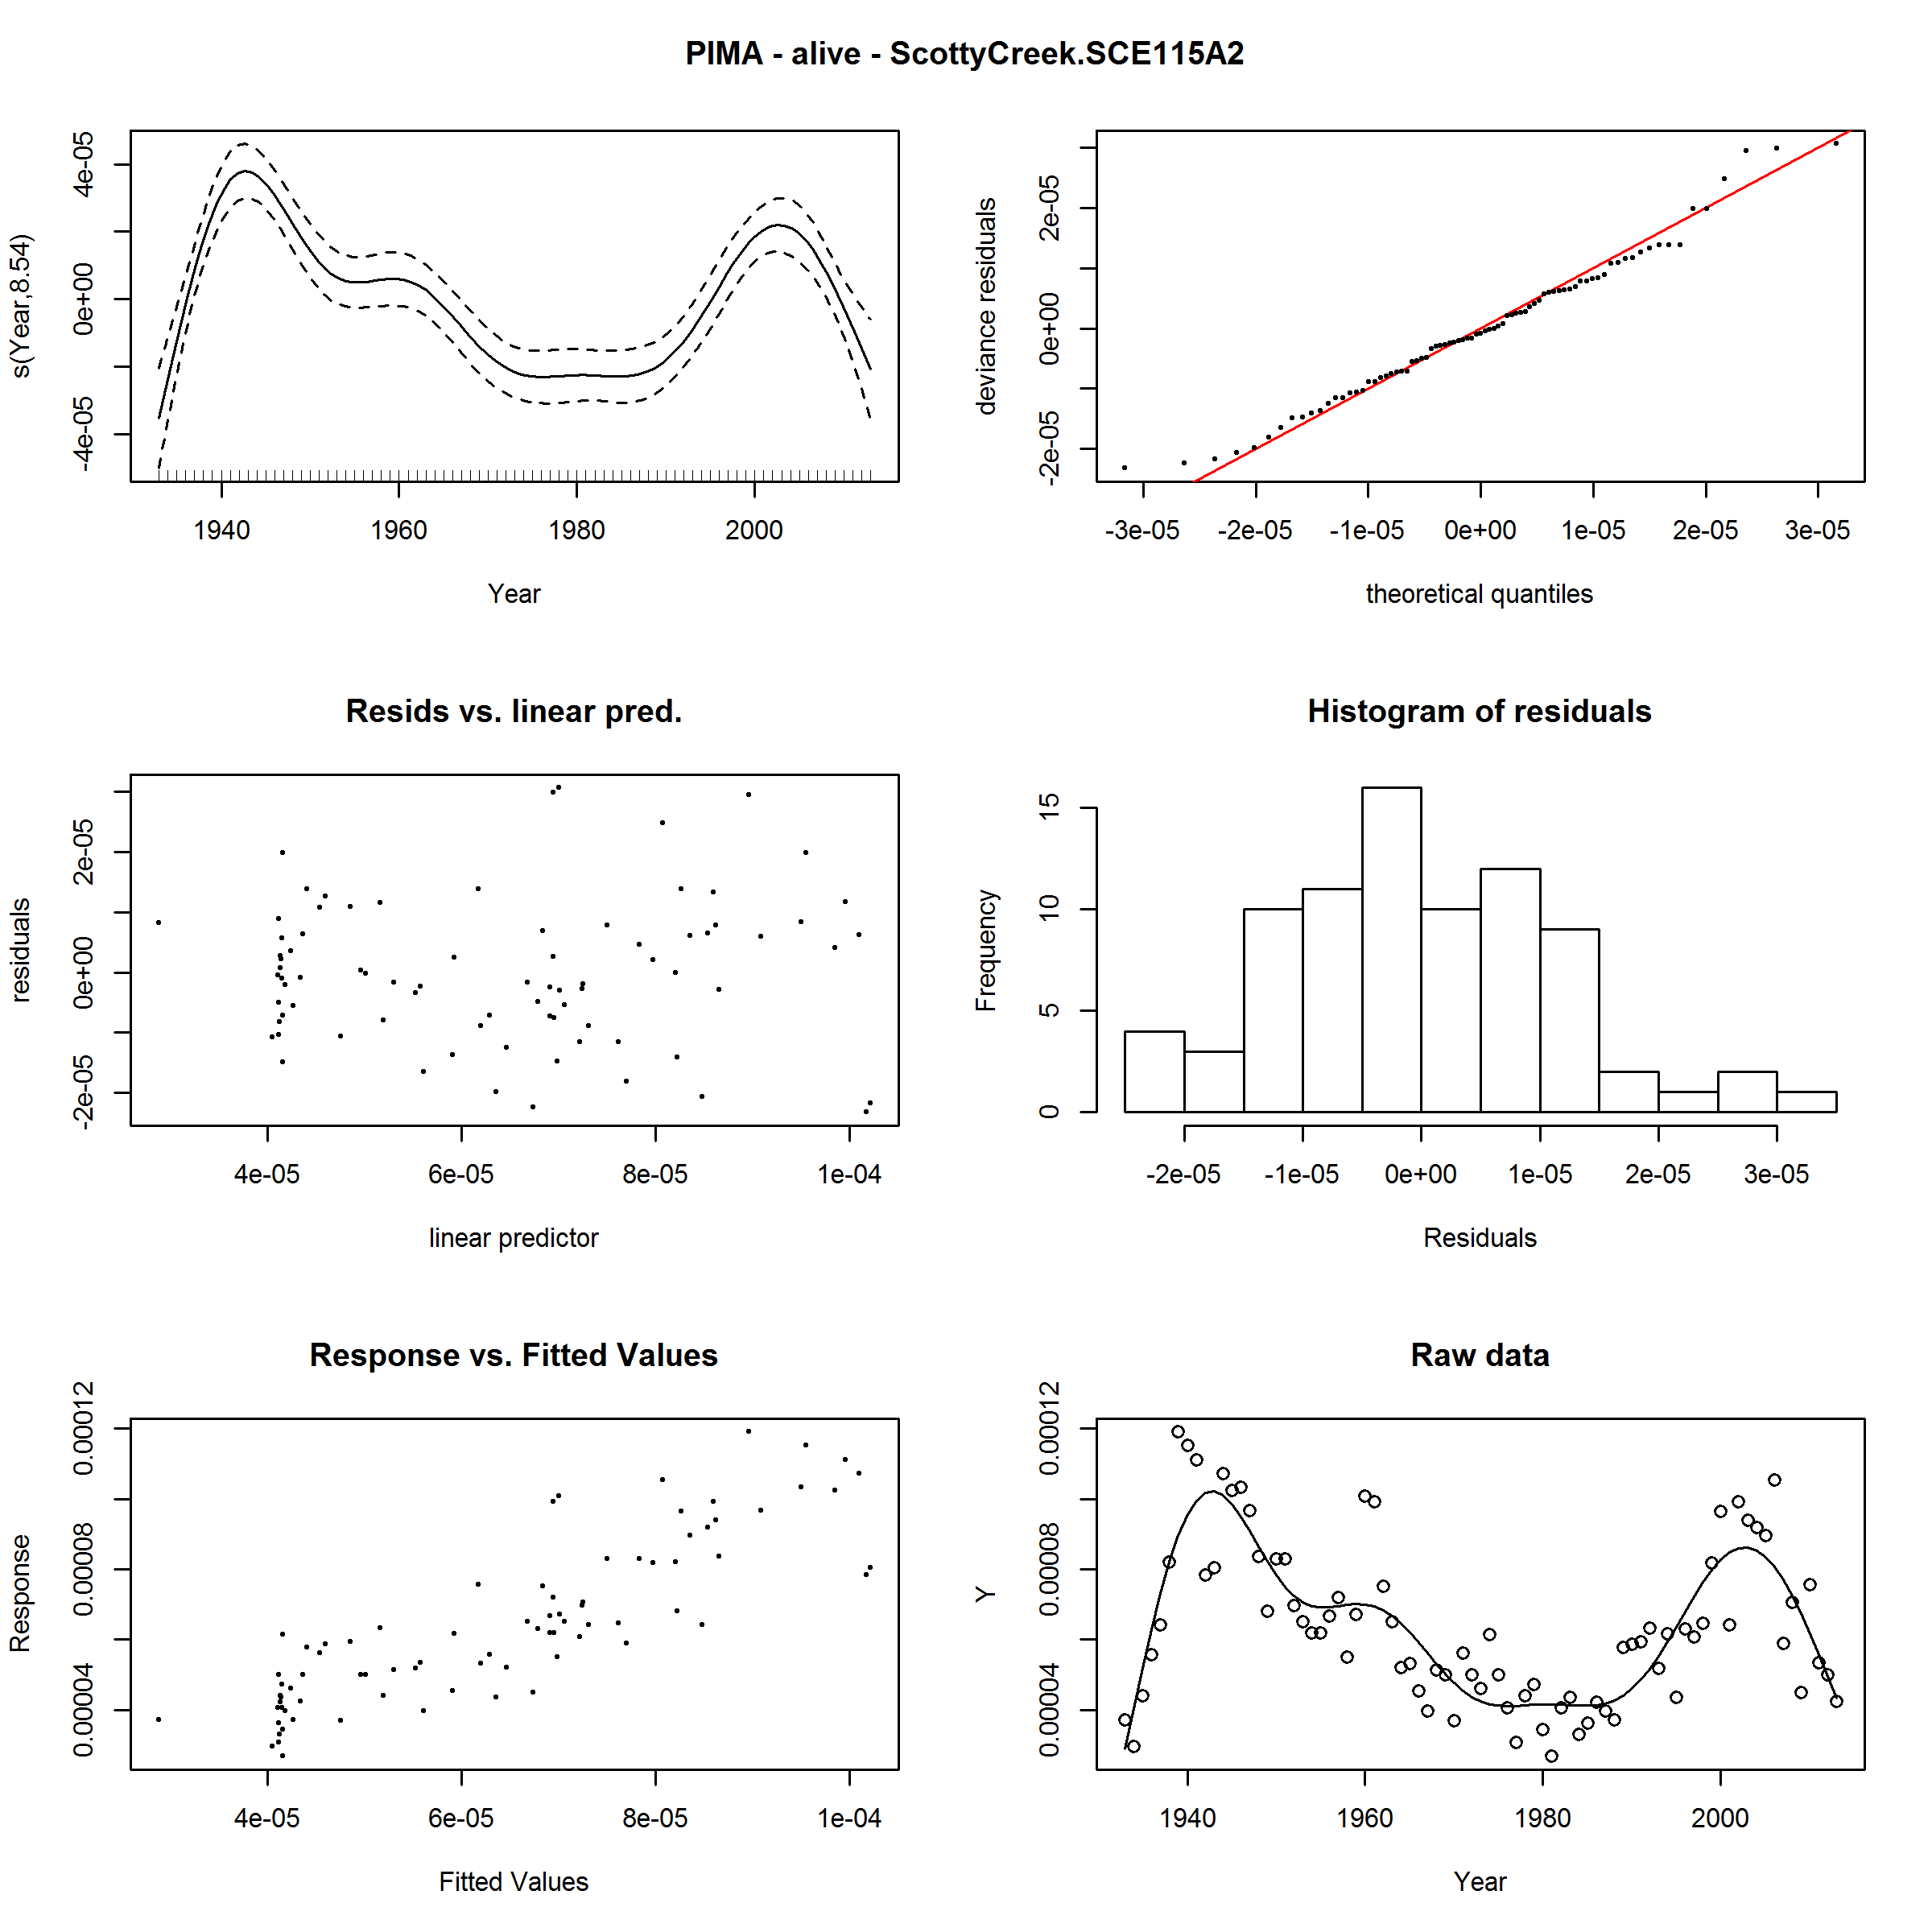 PIMA - alive - ScottyCreek.SCE115A2
s(Year,8.54)
-4e-05 0e+00 4e-05
1940 1960 1980 2000
Year
deviance residuals
-2e-05 0e+00 2e-05
-3e-05 -2e-05 -1e-05 0e+00 1e-05 2e-05 3e-05
theoretical quantiles
Resids vs. linear pred.
residuals
-2e-05 0e+00 2e-05
4e-05 6e-05 8e-05 1e-04
linear predictor
Histogram of residuals
Frequency
0 5 10 15
-2e-05 -1e-05 0e+00 1e-05 2e-05 3e-05
Residuals
Response vs. Fitted Values
Response
0.00004 0.00008 0.00012
4e-05 6e-05 8e-05 1e-04
Fitted Values
Raw data
Y
0.00004 0.00008 0.00012
1940 1960 1980 2000
Year